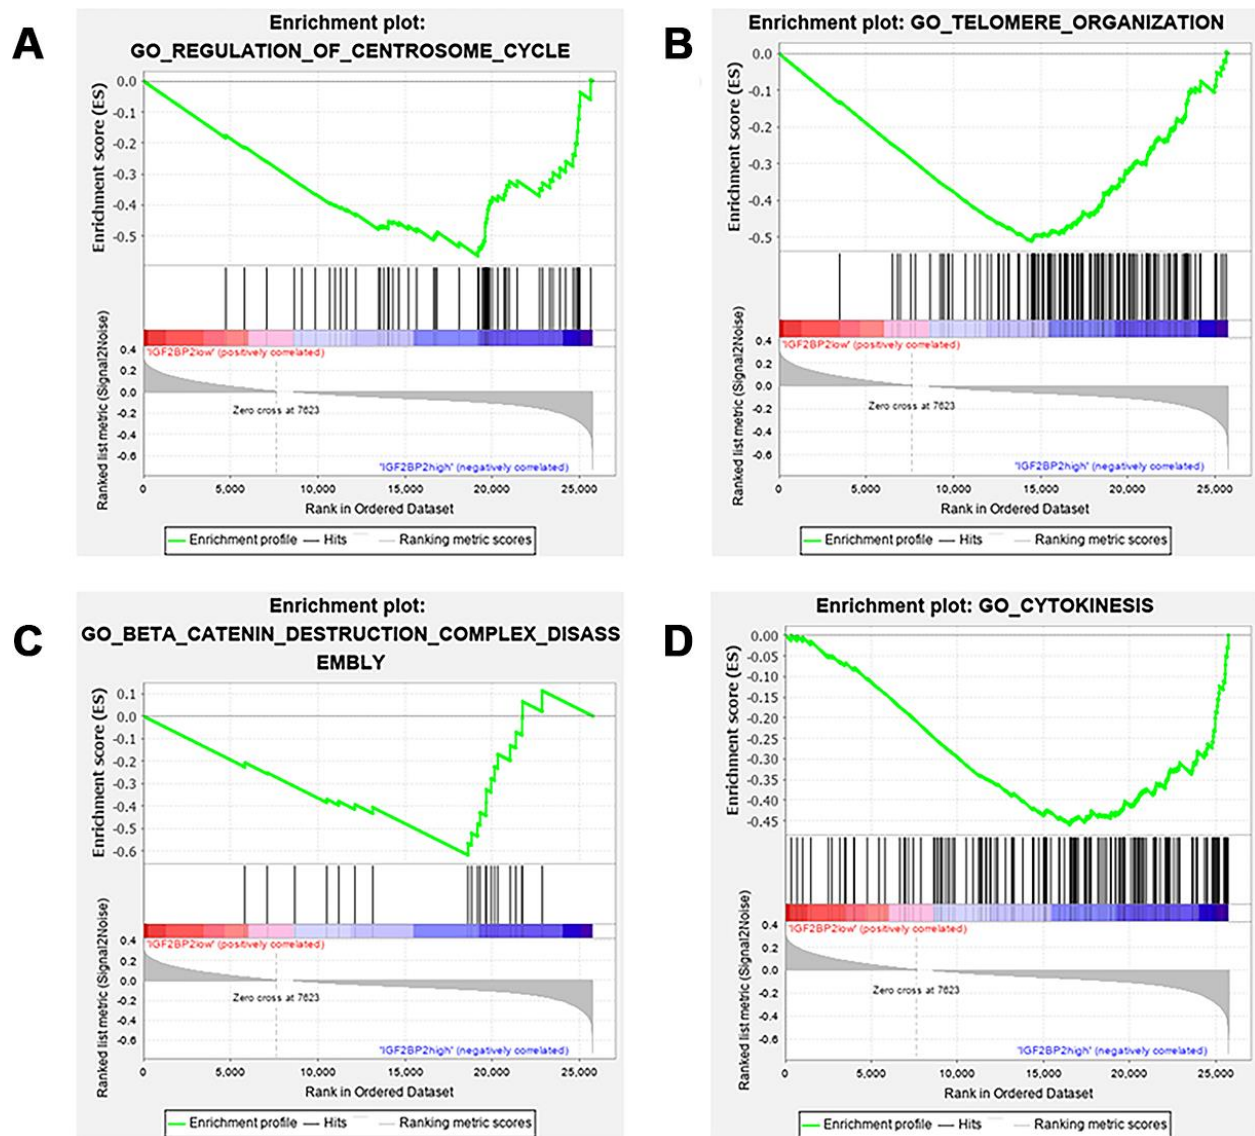 A
Enrichment plot:
GO_REGULATION_OF_CENTROSOME_CYCLE
Enrichment score (ES)
0.0
-0.1
-0.2
-0.3
-0.4
-0.5
'IGF2BP2low' (positively correlated)
Ranked list metric (Signal2Noise)
0.4
0.2
0.0
-0.2
-0.4
-0.6
Zero cross at 7623
'IGF2BP2high' (negatively correlated)
0 5,000 10,000 15,000 20,000 25,000
Rank in Ordered Dataset
Enrichment profile Hits Ranking metric scores
B
Enrichment plot: GO_TELOMERE_ORGANIZATION
Enrichment score (ES)
0.0
-0.1
-0.2
-0.3
-0.4
-0.5
'IGF2BP2low' (positively correlated)
Ranked list metric (Signal2Noise)
0.4
0.2
0.0
-0.2
-0.4
-0.6
Zero cross at 7623
'IGF2BP2high' (negatively correlated)
0 5,000 10,000 15,000 20,000 25,000
Rank in Ordered Dataset
Enrichment profile Hits Ranking metric scores
C
Enrichment plot:
GO_BETA_CATENIN_DESTRUCTION_COMPLEX_DISASS
EMBLY
Enrichment score (ES)
0.1
0.0
-0.1
-0.2
-0.3
-0.4
-0.5
-0.6
'IGF2BP2low' (positively correlated)
Ranked list metric (Signal2Noise)
0.4
0.2
0.0
-0.2
-0.4
-0.6
Zero cross at 7623
'IGF2BP2high' (negatively correlated)
0 5,000 10,000 15,000 20,000 25,000
Rank in Ordered Dataset
Enrichment profile Hits Ranking metric scores
D
Enrichment plot: GO_CYTOKINESIS
Enrichment score (ES)
0.00
-0.05
-0.10
-0.15
-0.20
-0.25
-0.30
-0.35
-0.40
-0.45
'IGF2BP2low' (positively correlated)
Ranked list metric (Signal2Noise)
0.4
0.2
0.0
-0.2
-0.4
-0.6
Zero cross at 7623
'IGF2BP2high' (negatively correlated)
0 5,000 10,000 15,000 20,000 25,000
Rank in Ordered Dataset
Enrichment profile Hits Ranking metric scores